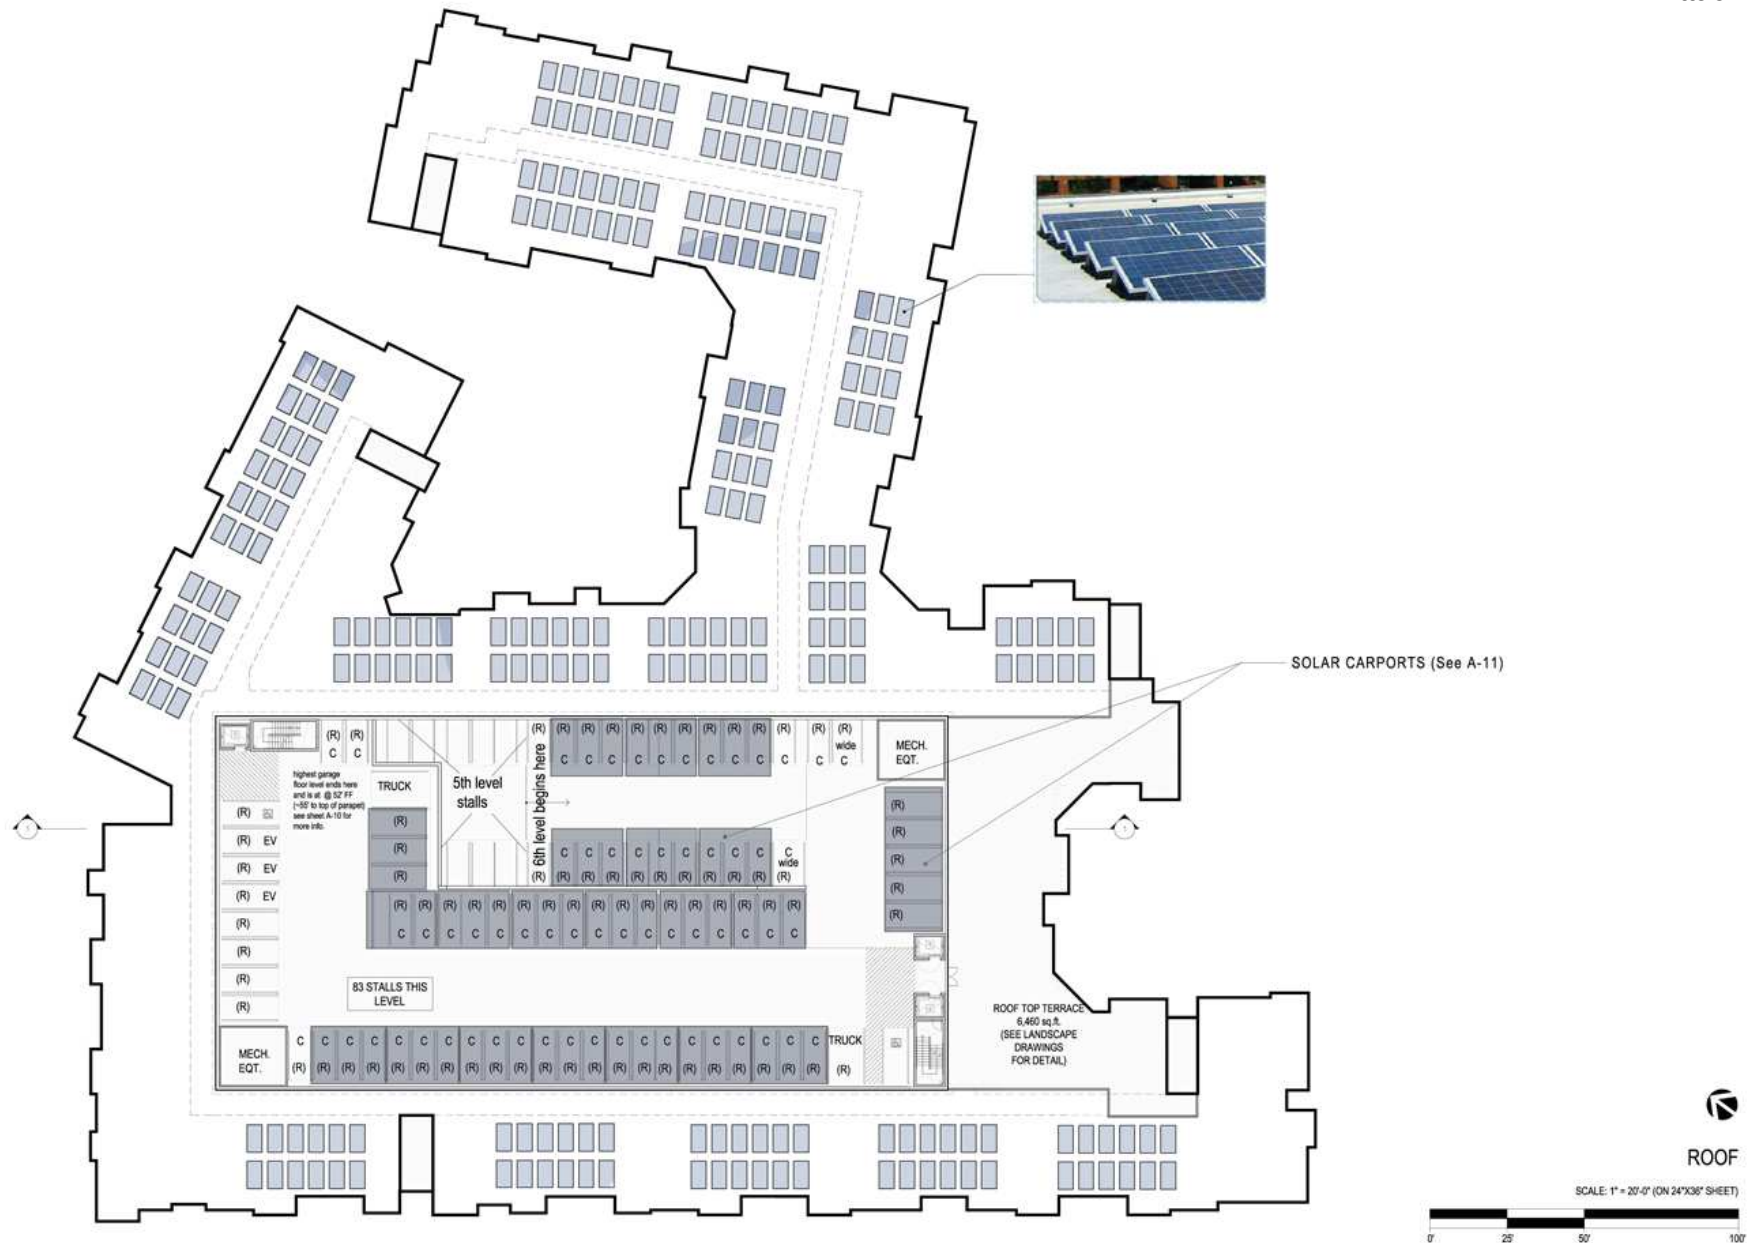 SOLAR CARPORTS (See A-11)
(R) (R)
C C
(R) (R) (R) (R) (R) (R) (R) (R) (R) (R) (R) (R) (R)
wide
C C C C C C C C C C C C
MECH.
EQT.
highest garage
floor level ends here
and is at @ 52' FF
(~55' to top of parapet)
see sheet A-10 for
more info.
TRUCK
5th level
stalls
6th level begins here
(R)
(R)
(R)
(R)
(R) EV
(R) EV
(R) EV
(R)
(R)
(R)
(R)
C C C C C C C C C C
wide
(R) (R) (R) (R) (R) (R) (R) (R) (R) (R) (R)
(R)
(R)
(R)
(R)
(R)
(R) (R) (R) (R) (R) (R) (R) (R) (R) (R) (R) (R) (R) (R) (R) (R) (R)
C C C C C C C C C C C C C C C C C
83 STALLS THIS
LEVEL
ROOF TOP TERRACE
6,460 sq.ft.
(SEE LANDSCAPE
DRAWINGS
FOR DETAIL)
MECH.
EQT.
C C C C C C C C C C C C C C C C C C C C C C TRUCK
(R) (R) (R) (R) (R) (R) (R) (R) (R) (R) (R) (R) (R) (R) (R) (R) (R) (R) (R) (R) (R) (R) (R)
ROOF
SCALE: 1" = 20'-0" (ON 24"X36" SHEET)
0' 25' 50' 100'